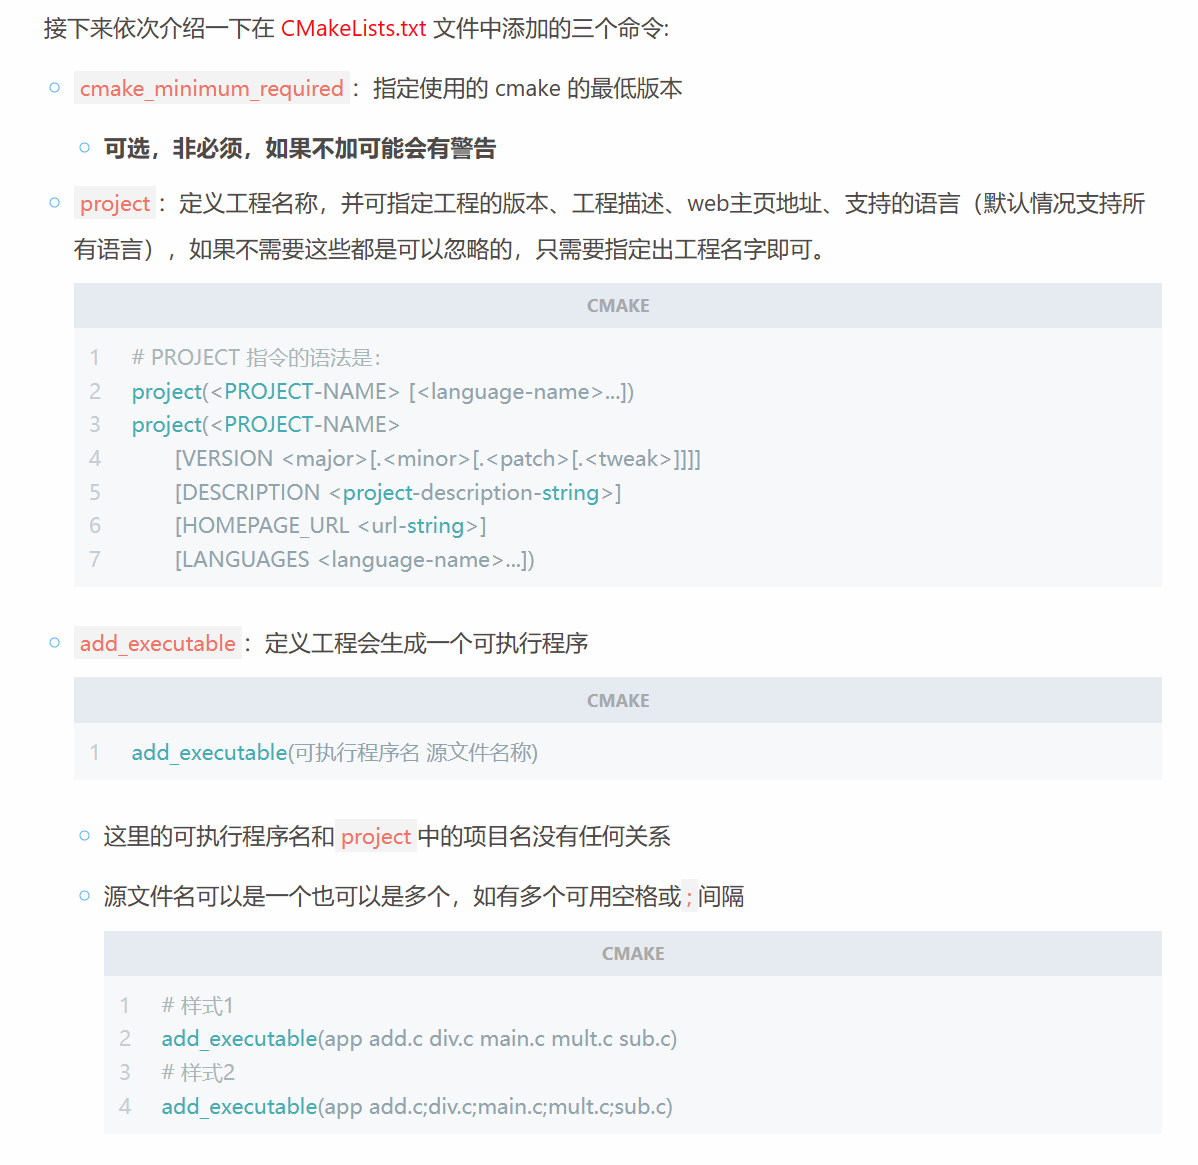 接下来依次介绍一下在 CMakeLists.txt 文件中添加的三个命令:
cmake_minimum_required：指定使用的 cmake 的最低版本
可选，非必须，如果不加可能会有警告
project：定义工程名称，并可指定工程的版本、工程描述、web主页地址、支持的语言（默认情况支持所
有语言），如果不需要这些都是可以忽略的，只需要指定出工程名字即可。
CMAKE
1 # PROJECT 指令的语法是：
2 project(<PROJECT-NAME> [<language-name>...])
3 project(<PROJECT-NAME>
4 [VERSION <major>[.<minor>[.<patch>[.<tweak>]]]]
5 [DESCRIPTION <project-description-string>]
6 [HOMEPAGE_URL <url-string>]
7 [LANGUAGES <language-name>...])
add_executable：定义工程会生成一个可执行程序
CMAKE
1 add_executable(可执行程序名 源文件名称)
这里的可执行程序名和 project 中的项目名没有任何关系
源文件名可以是一个也可以是多个，如有多个可用空格或 ; 间隔
CMAKE
1 # 样式1
2 add_executable(app add.c div.c main.c mult.c sub.c)
3 # 样式2
4 add_executable(app add.c;div.c;main.c;mult.c;sub.c)